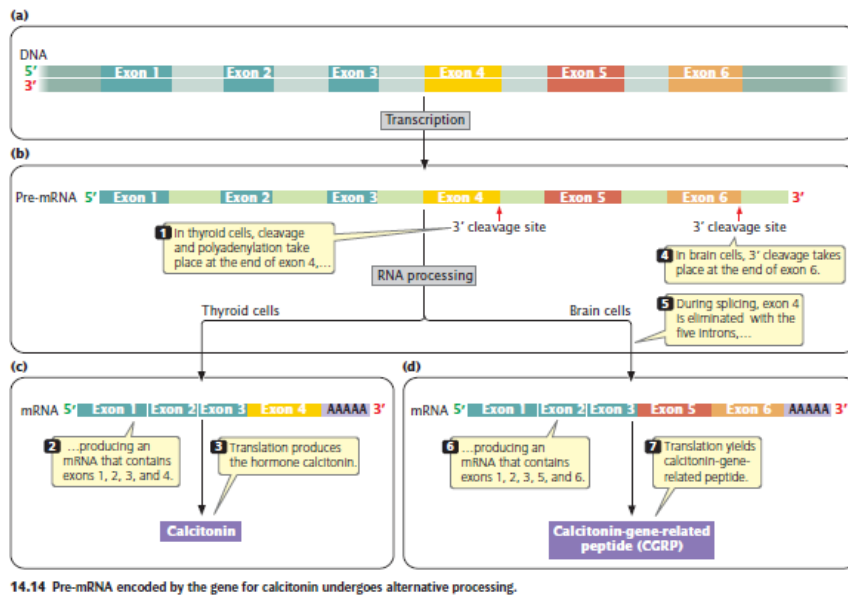 (a)
DNA
5′ Exon 1 Exon 2 Exon 3 Exon 4 Exon 5 Exon 6
3′
Transcription
(b)
Pre-mRNA 5′ Exon 1 Exon 2 Exon 3 Exon 4 Exon 5 Exon 6 3′
1 In thyroid cells, cleavage
and polyadenylation take
place at the end of exon 4,…
3′ cleavage site
3′ cleavage site
4 In brain cells, 3′ cleavage takes
place at the end of exon 6.
RNA processing
Thyroid cells
Brain cells
5 During splicing, exon 4
is eliminated with the
five introns,…
(c)
mRNA 5′ Exon 1 Exon 2 Exon 3 Exon 4 AAAAA 3′
2 …producing an
mRNA that contains
exons 1, 2, 3, and 4.
3 Translation produces
the hormone calcitonin.
Calcitonin
(d)
mRNA 5′ Exon 1 Exon 2 Exon 3 Exon 5 Exon 6 AAAAA 3′
6 …producing an
mRNA that contains
exons 1, 2, 3, 5, and 6.
7 Translation yields
calcitonin-gene-
related peptide.
Calcitonin-gene-related
peptide (CGRP)
14.14 Pre-mRNA encoded by the gene for calcitonin undergoes alternative processing.